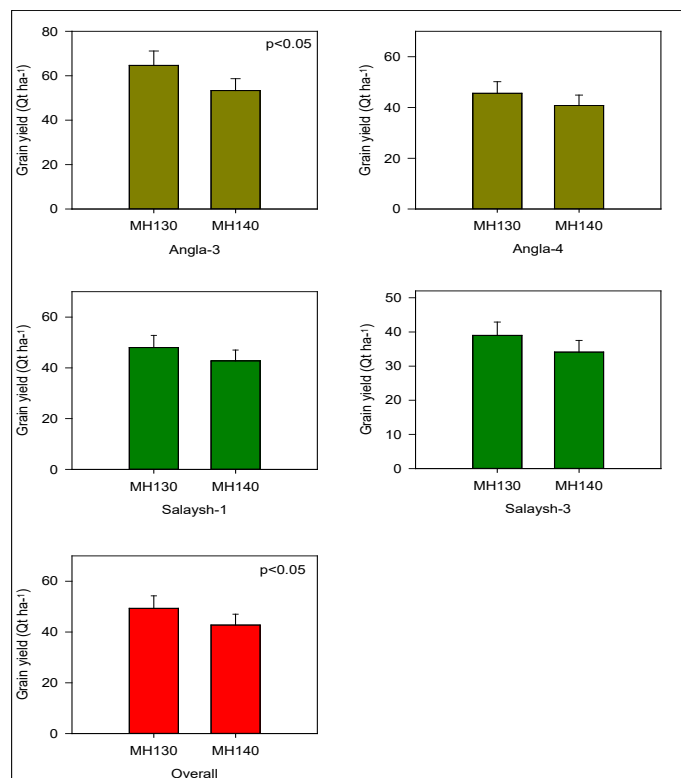 80
60
40
20
0
Grain yield (Qt ha-¹)
p<0.05
MH130 MH140
Angla-3
60
40
20
0
Grain yield (Qt ha-¹)
MH130 MH140
Angla-4
60
40
20
0
Grain yield (Qt ha-¹)
MH130 MH140
Salaysh-1
50
40
30
20
10
0
Grain yield (Qt ha-¹)
MH130 MH140
Salaysh-3
60
40
20
0
Grain yield (Qt ha-¹)
p<0.05
MH130 MH140
Overall